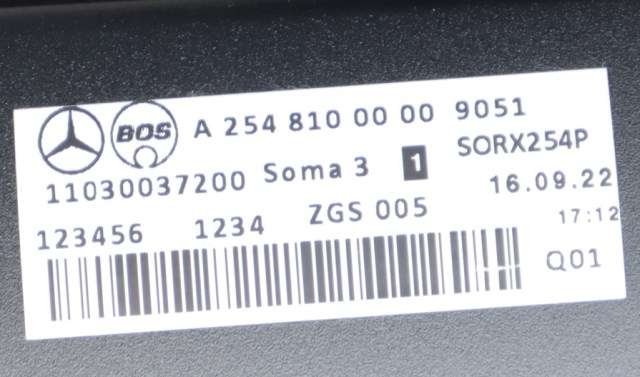 BOS A 254 810 00 00 9051
11030037200 Soma 3 1 SORX254P
123456 1234 ZGS 005 16.09.22
17:12
Q01